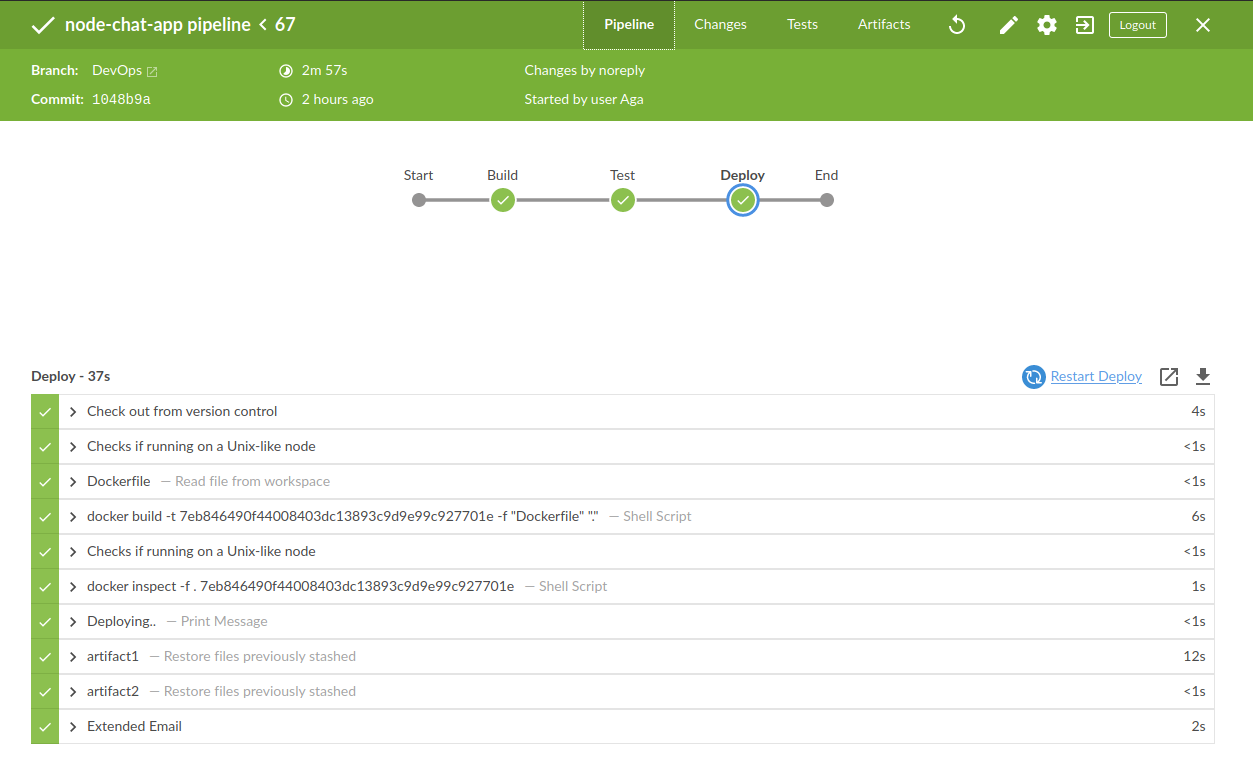 node-chat-app pipeline < 67 Pipeline Changes Tests Artifacts Logout
Branch: DevOps 2m 57s Changes by noreply
Commit: 1048b9a 2 hours ago Started by user Aga
Start Build Test Deploy End
Deploy - 37s Restart Deploy
Check out from version control 4s
Checks if running on a Unix-like node <1s
Dockerfile — Read file from workspace <1s
docker build -t 7eb846490f44008403dc13893c9d9e99c927701e -f "Dockerfile" "." — Shell Script 6s
Checks if running on a Unix-like node <1s
docker inspect -f . 7eb846490f44008403dc13893c9d9e99c927701e — Shell Script 1s
Deploying.. — Print Message <1s
artifact1 — Restore files previously stashed 12s
artifact2 — Restore files previously stashed <1s
Extended Email 2s